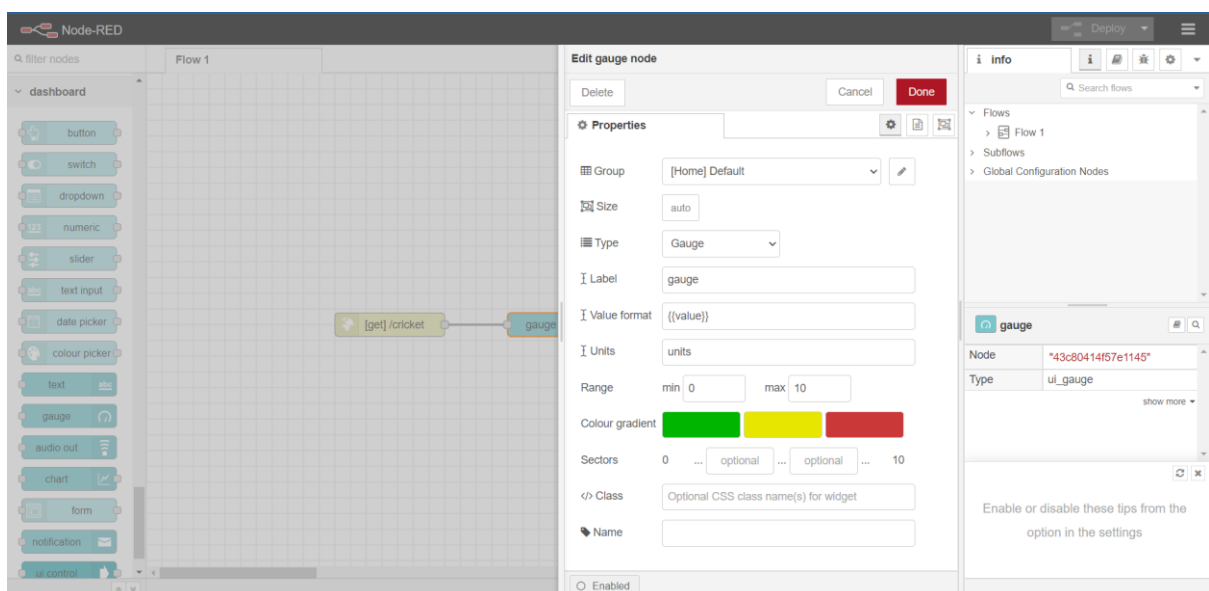 Node-RED
Deploy
filter nodes
dashboard
button
switch
dropdown
123 numeric
slider
abc text input
date picker
colour picker
text abc
gauge
audio out
chart
form
notification
ui control
Flow 1
[get] /cricket
gauge
Edit gauge node
Delete
Cancel
Done
Properties
Group [Home] Default
Size auto
Type Gauge
Label gauge
Value format {{value}}
Units units
Range min 0 max 10
Colour gradient
Sectors 0 ... optional ... optional ... 10
</> Class Optional CSS class name(s) for widget
Name
Enabled
i info i
Search flows
Flows
Flow 1
Subflows
Global Configuration Nodes
gauge
Node "43c80414f57e1145"
Type ui_gauge
show more
Enable or disable these tips from the
option in the settings